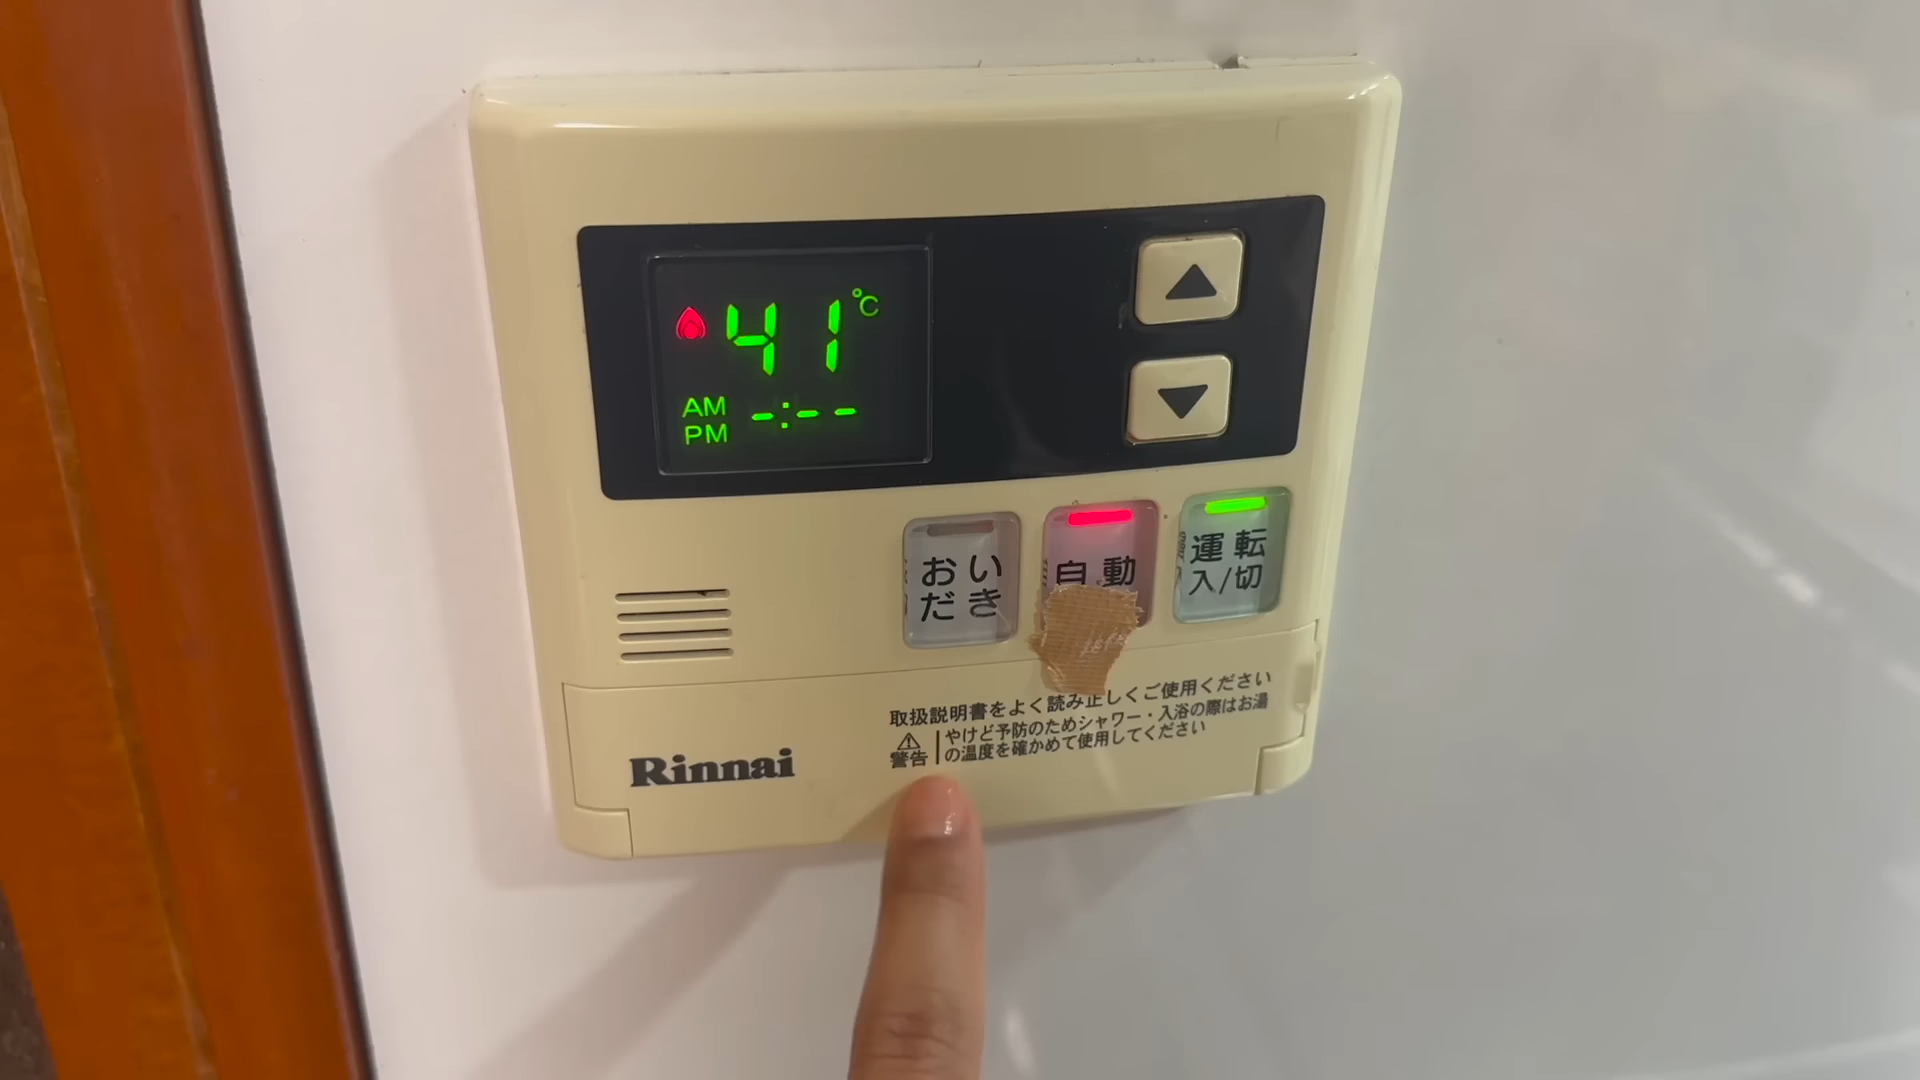 41 ℃
AM
PM -:--
おい
だき
自動
運転
入/切
取扱説明書をよく読み正しくご使用ください
⚠
警告
やけど予防のためシャワー・入浴の際はお湯
の温度を確かめて使用してください
Rinnai